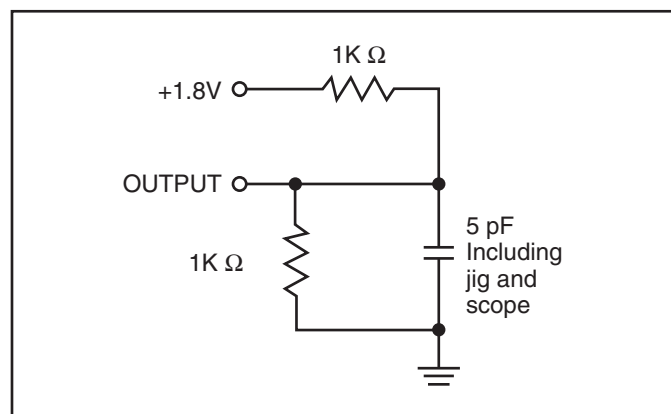 1K Ω
+1.8V
OUTPUT
1K Ω
5 pF
Including
jig and
scope